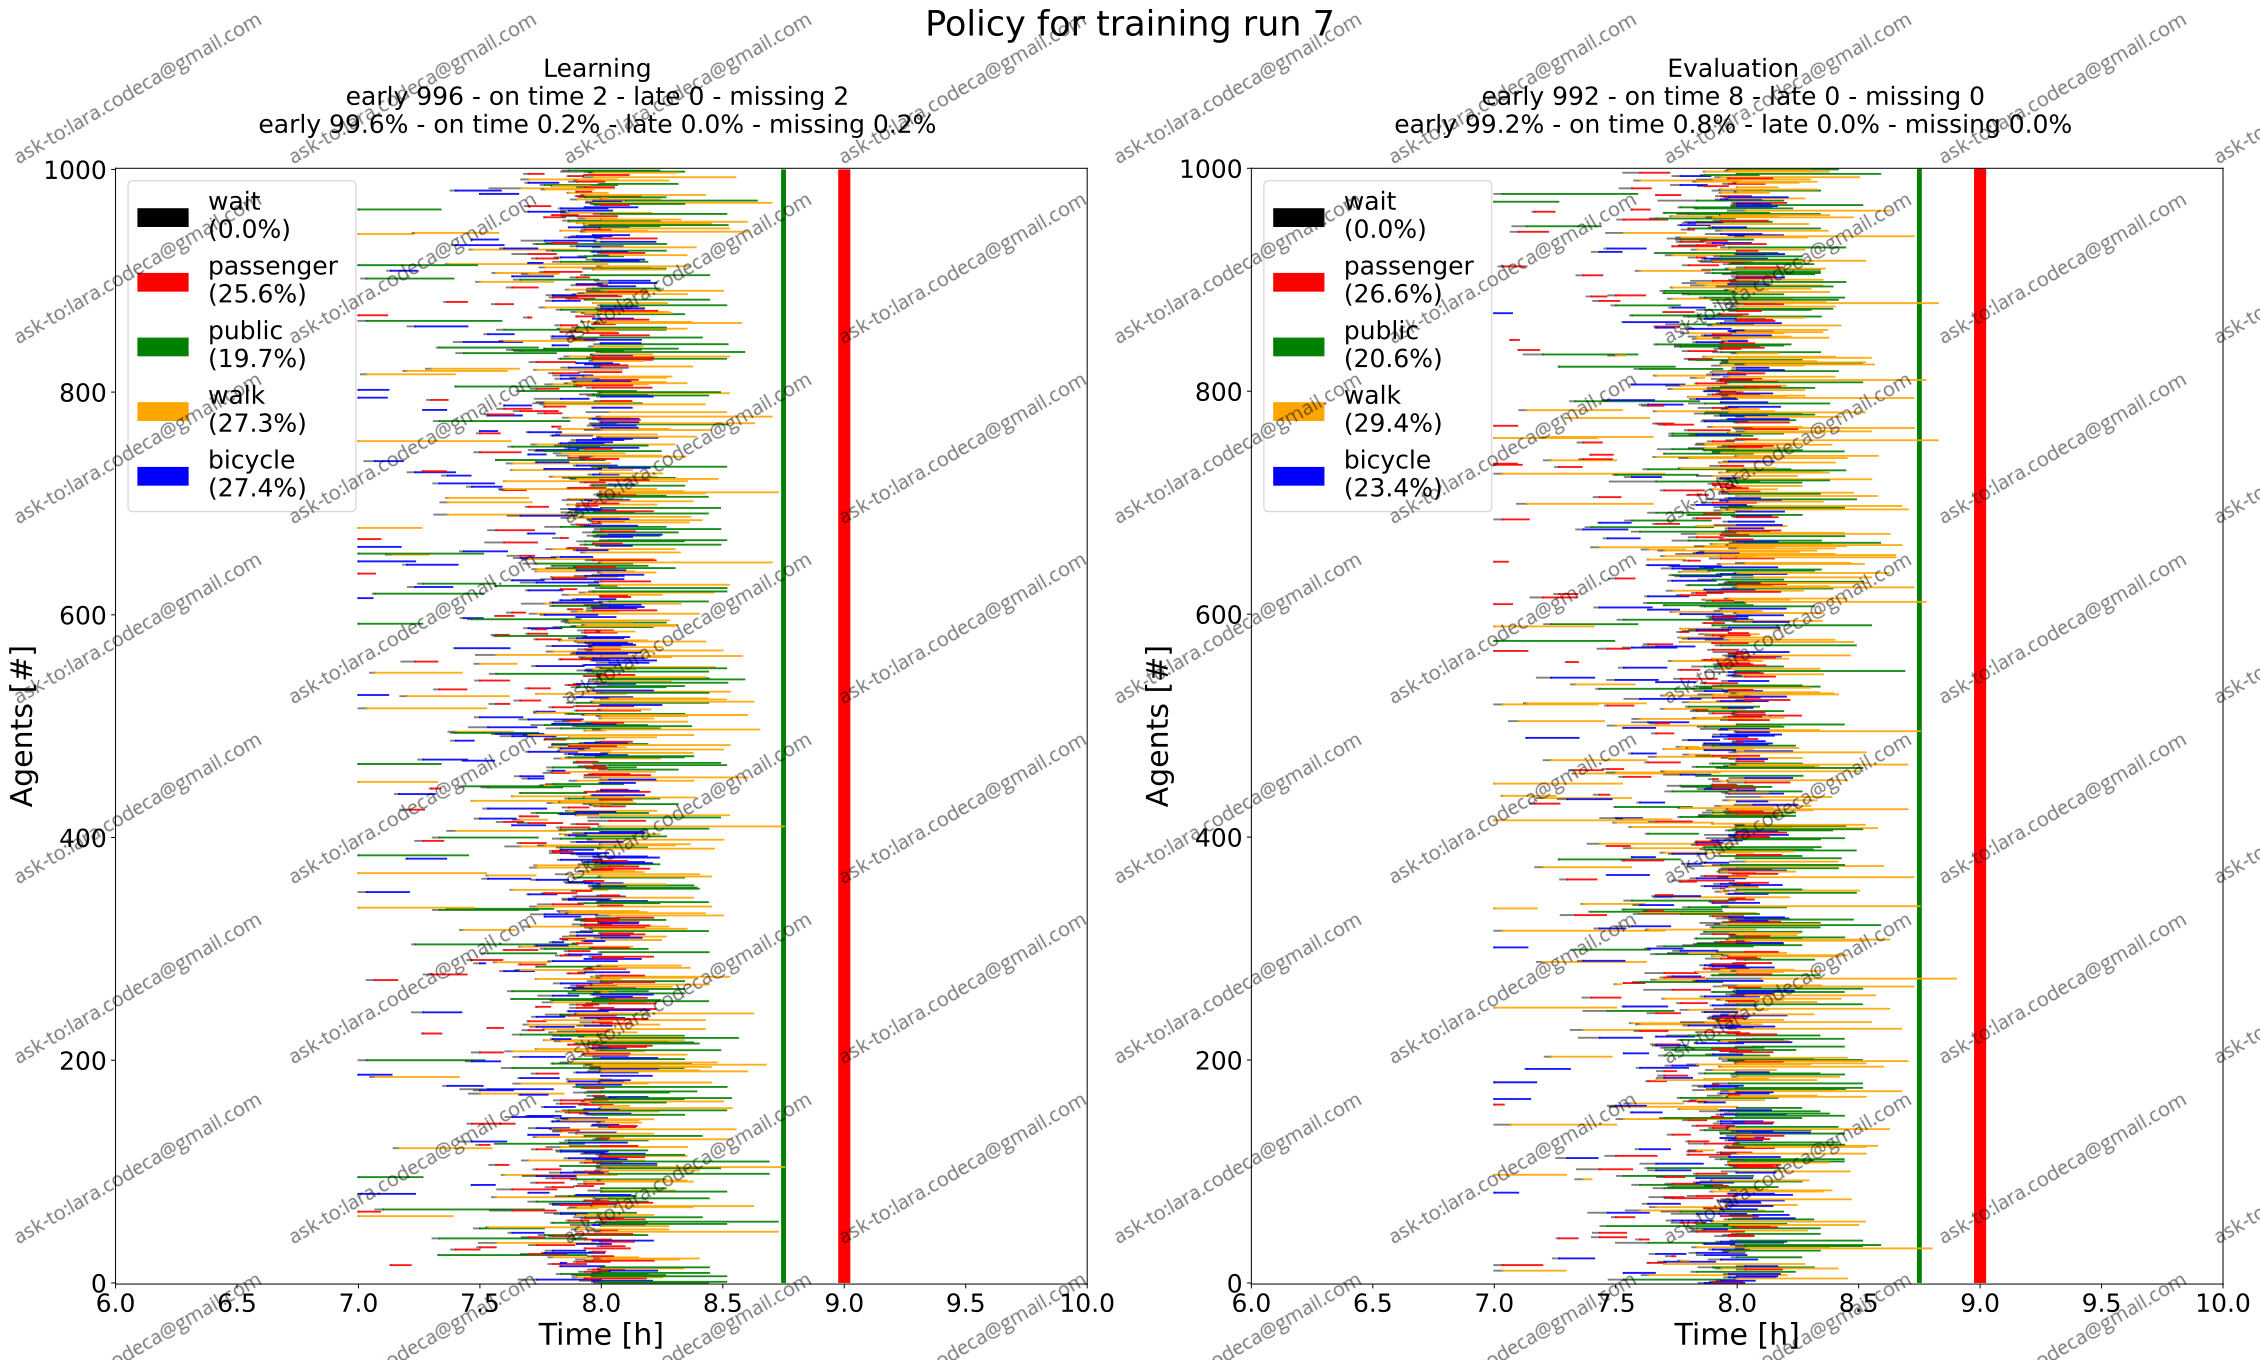 Policy for training run 7
Learning
early 996 - on time 2 - late 0 - missing 2
early 99.6% - on time 0.2% - late 0.0% - missing 0.2%
1000
800
600
400
200
0
Agents [#]
wait
(0.0%)
passenger
(25.6%)
public
(19.7%)
walk
(27.3%)
bicycle
(27.4%)
6.0 6.5 7.0 7.5 8.0 8.5 9.0 9.5 10.0
Time [h]
Evaluation
early 992 - on time 8 - late 0 - missing 0
early 99.2% - on time 0.8% - late 0.0% - missing 0.0%
1000
800
600
400
200
0
Agents [#]
wait
(0.0%)
passenger
(26.6%)
public
(20.6%)
walk
(29.4%)
bicycle
(23.4%)
6.0 6.5 7.0 7.5 8.0 8.5 9.0 9.5 10.0
Time [h]
ask-to:lara.codeca@gmail.com